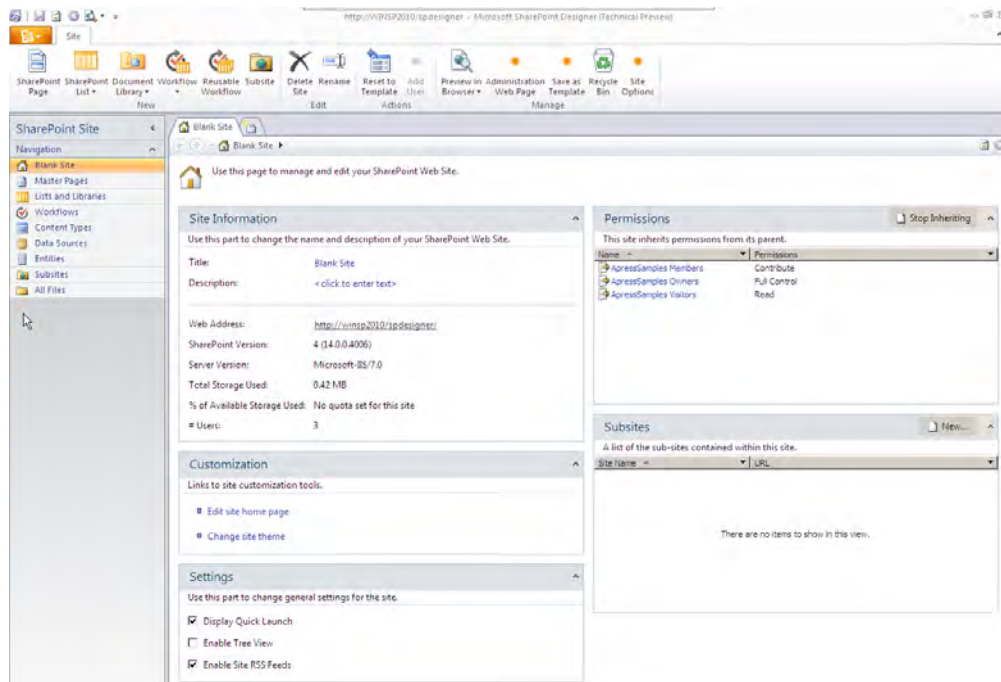 http://WINSP2010/spdesigner - Microsoft SharePoint Designer (Technical Preview)
Site
SharePoint Page
SharePoint List
Document Library
Workflow
Reusable Workflow
Subsite
Delete Site
Rename
Reset to Template
Add User
Preview in Browser
Administration Web Page
Save as Template
Recycle Bin
Site Options
New
Edit
Actions
Manage
SharePoint Site
Navigation
Blank Site
Master Pages
Lists and Libraries
Workflows
Content Types
Data Sources
Entities
Subsites
All Files
Blank Site
Blank Site
Use this page to manage and edit your SharePoint Web Site.
Site Information
Use this part to change the name and description of your SharePoint Web Site.
Title: Blank Site
Description: <click to enter text>
Web Address: http://winsp2010/spdesigner/
SharePoint Version: 4 (14.0.0.4006)
Server Version: Microsoft-IIS/7.0
Total Storage Used: 0.42 MB
% of Available Storage Used: No quota set for this site
# Users: 3
Customization
Links to site customization tools.
Edit site home page
Change site theme
Settings
Use this part to change general settings for the site.
Display Quick Launch
Enable Tree View
Enable Site RSS Feeds
Permissions
Stop Inheriting
This site inherits permissions from its parent.
Name Permissions
ApressSamples Members Contribute
ApressSamples Owners Full Control
ApressSamples Visitors Read
Subsites
New...
A list of the sub-sites contained within this site.
Site Name URL
There are no items to show in this view.